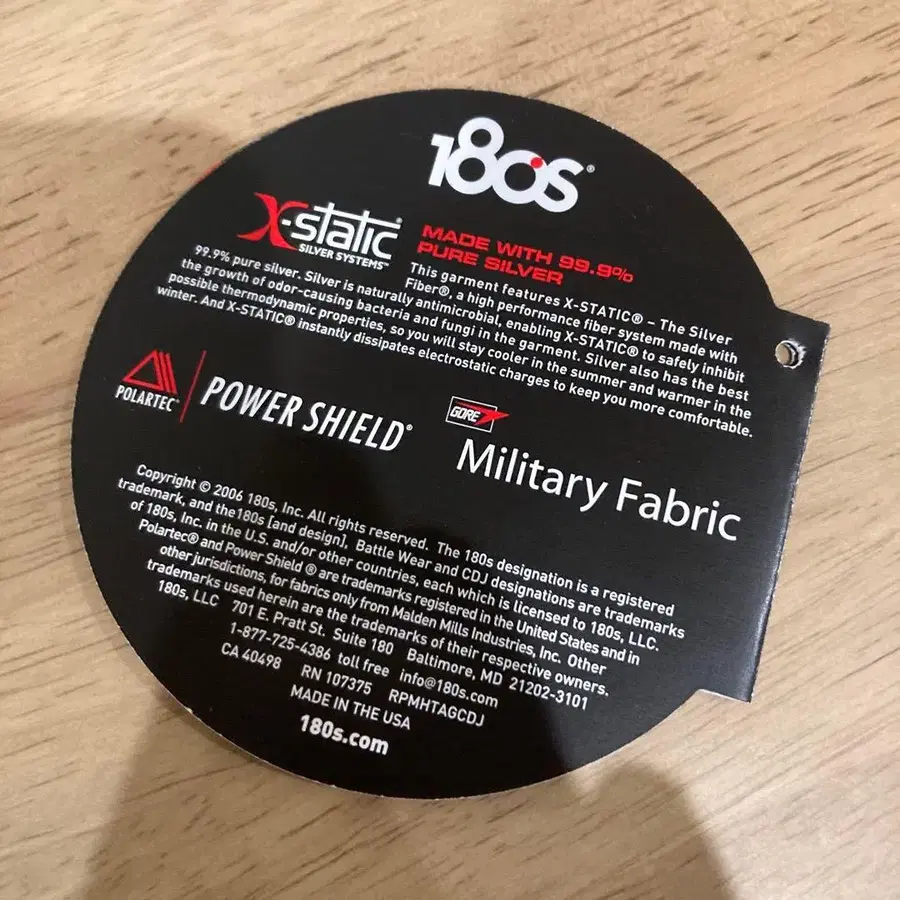 180s®
X-static®
SILVER SYSTEMS™
MADE WITH 99.9%
PURE SILVER
This garment features X-STATIC® – The Silver
Fiber®, a high performance fiber system made with
99.9% pure silver. Silver is naturally antimicrobial, enabling X-STATIC® to safely inhibit
the growth of odor-causing bacteria and fungi in the garment. Silver also has the best
possible thermodynamic properties, so you will stay cooler in the summer and warmer in the
winter. And X-STATIC® instantly dissipates electrostatic charges to keep you more comfortable.
POLARTEC®
POWER SHIELD®
GORE
Military Fabric
Copyright © 2006 180s, Inc. All rights reserved. The 180s designation is a registered
trademark, and the180s [and design], Battle Wear and CDJ designations are trademarks
of 180s, Inc. in the U.S. and/or other countries, each which is licensed to 180s, LLC.
Polartec® and Power Shield ® are trademarks registered in the United States and in
other jurisdictions, for fabrics only from Malden Mills Industries, Inc. Other
trademarks used herein are the trademarks of their respective owners.
180s, LLC 701 E. Pratt St. Suite 180 Baltimore, MD 21202-3101
1-877-725-4386 toll free info@180s.com
CA 40498 RN 107375 RPMHTAGCDJ
MADE IN THE USA
180s.com